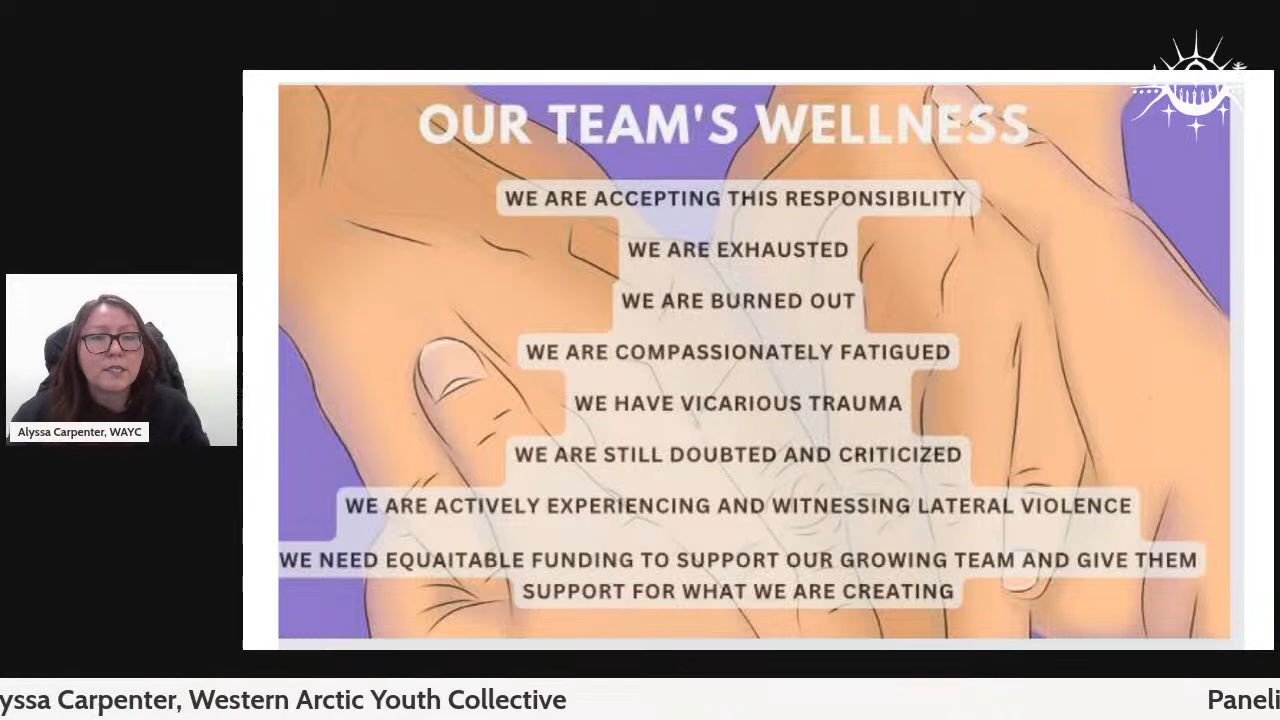 OUR TEAM'S WELLNESS
WE ARE ACCEPTING THIS RESPONSIBILITY
WE ARE EXHAUSTED
WE ARE BURNED OUT
WE ARE COMPASSIONATELY FATIGUED
WE HAVE VICARIOUS TRAUMA
WE ARE STILL DOUBTED AND CRITICIZED
WE ARE ACTIVELY EXPERIENCING AND WITNESSING LATERAL VIOLENCE
WE NEED EQUAITABLE FUNDING TO SUPPORT OUR GROWING TEAM AND GIVE THEM
SUPPORT FOR WHAT WE ARE CREATING
Alyssa Carpenter, WAYC
lyssa Carpenter, Western Arctic Youth Collective
Paneli